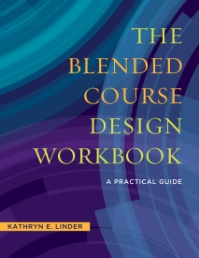 THE
BLENDED
COURSE
DESIGN
WORKBOOK
A PRACTICAL GUIDE
KATHRYN E. LINDER